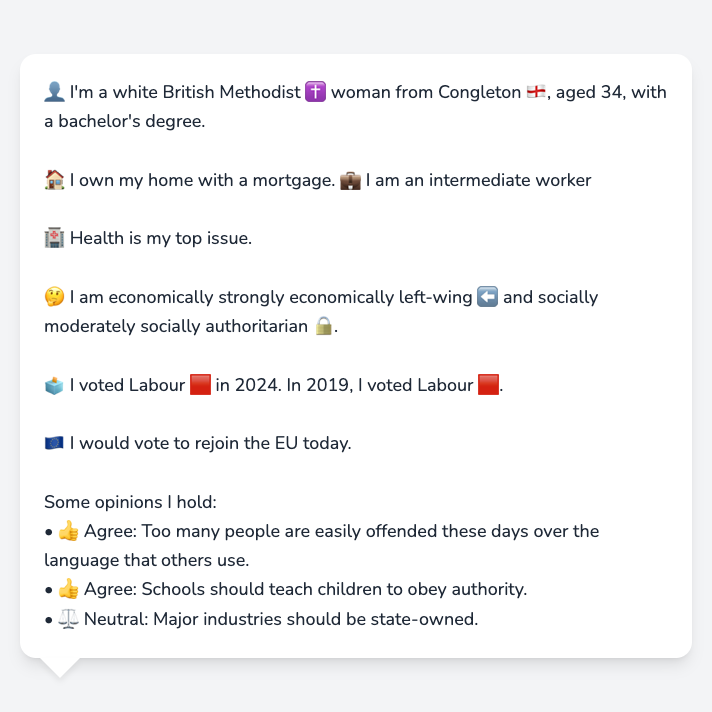 👤 I'm a white British Methodist ✝️ woman from Congleton 🏴󠁧󠁢󠁥󠁮󠁧󠁿, aged 34, with
a bachelor's degree.
🏠 I own my home with a mortgage. 💼 I am an intermediate worker
🏥 Health is my top issue.
🤔 I am economically strongly economically left-wing ⬅️ and socially
moderately socially authoritarian 🔒.
🗳️ I voted Labour 🟥 in 2024. In 2019, I voted Labour 🟥.
🇪🇺 I would vote to rejoin the EU today.
Some opinions I hold:
• 👍 Agree: Too many people are easily offended these days over the
language that others use.
• 👍 Agree: Schools should teach children to obey authority.
• ⚖️ Neutral: Major industries should be state-owned.